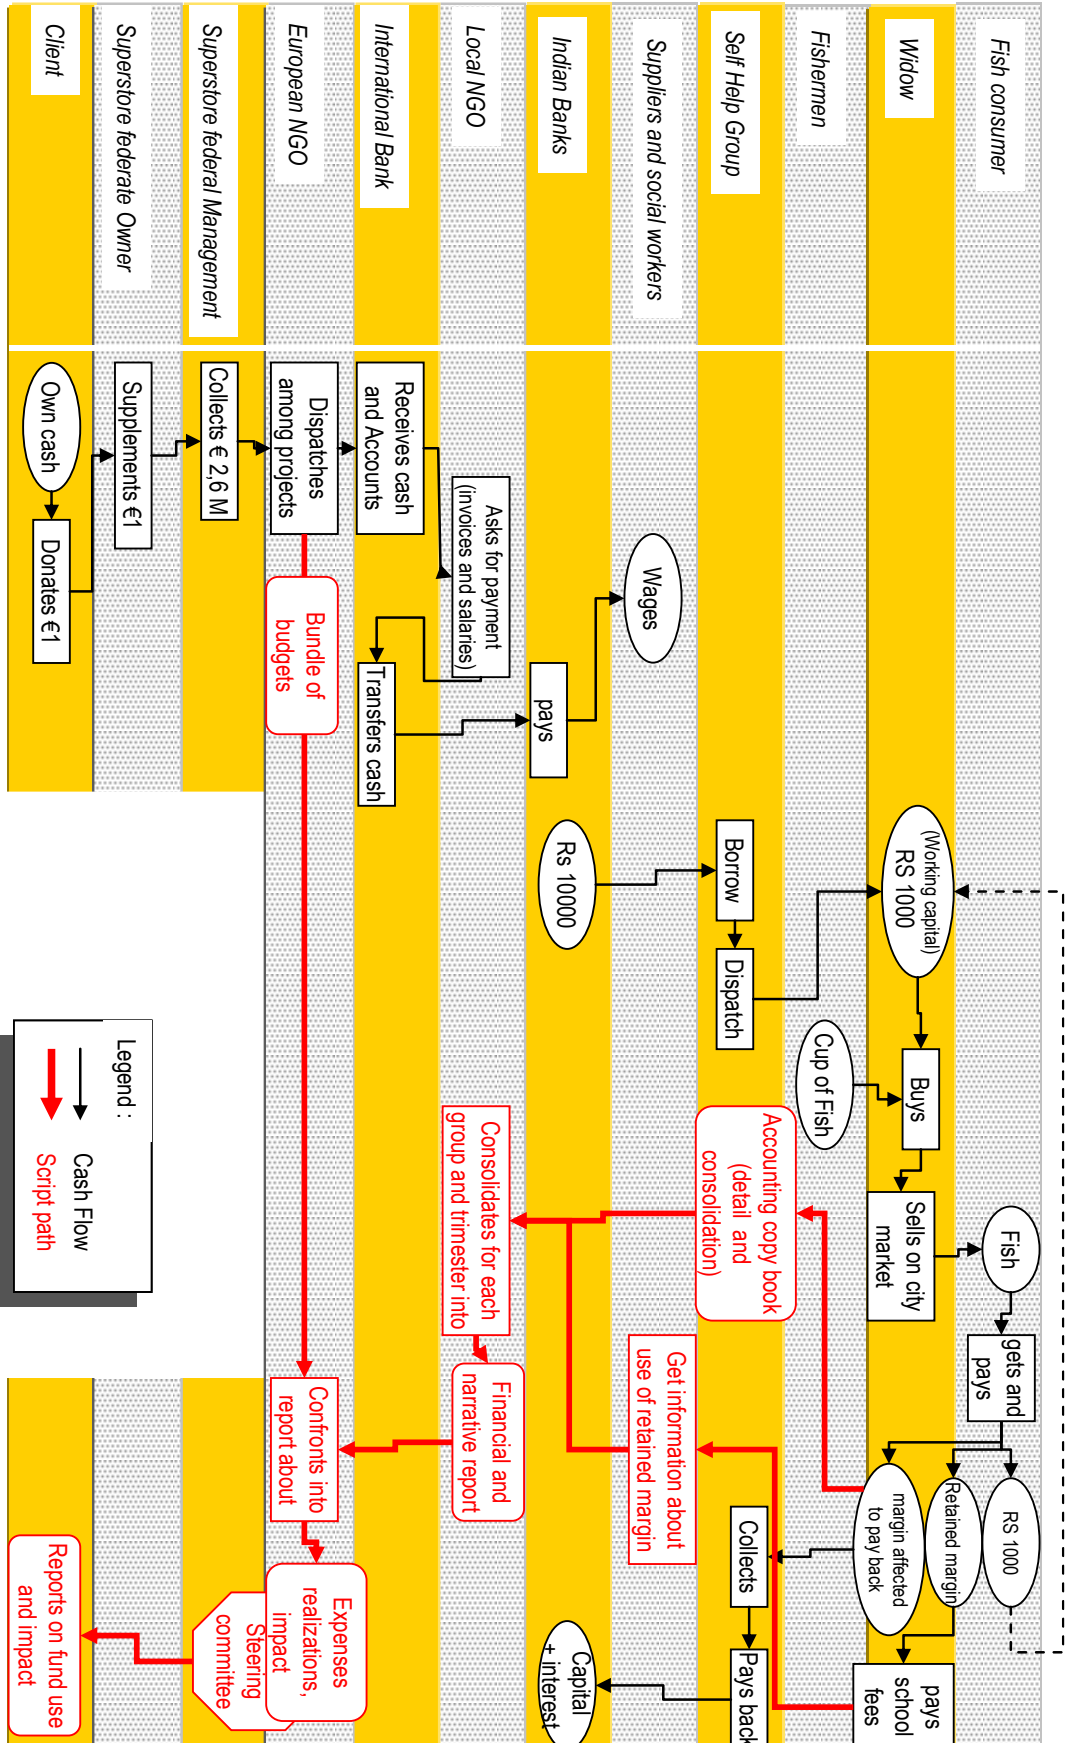 Fish consumer
Widow
Fishermen
Self Help Group
Suppliers and social workers
Indian Banks
Local NGO
International Bank
European NGO
Superstore federal Management
Superstore federate Owner
Client
Fish
gets and
pays
RS 1000
Retained margin
(Working capital)
RS 1000
Buys
Sells on city
market
margin affected
to pay back
pays
school
fees
Cup of Fish
Borrow
Dispatch
Accounting copy book
(detail and
consolidation)
Collects
Pays back
Wages
Get information about
use of retained margin
pays
Rs 10000
Capital
+ interest
Asks for payment
(invoices and salaries)
Consolidates for each
group and trimester into
Financial and
narrative report
Receives cash
and Accounts
Transfers cash
Dispatches
among projects
Bundle of
budgets
Confronts into
report about
Expenses
realizations,
impact
Collects € 2,6 M
Steering
committee
Supplements €1
Own cash
Donates €1
Reports on fund use
and impact
Legend :
Cash Flow
Script path